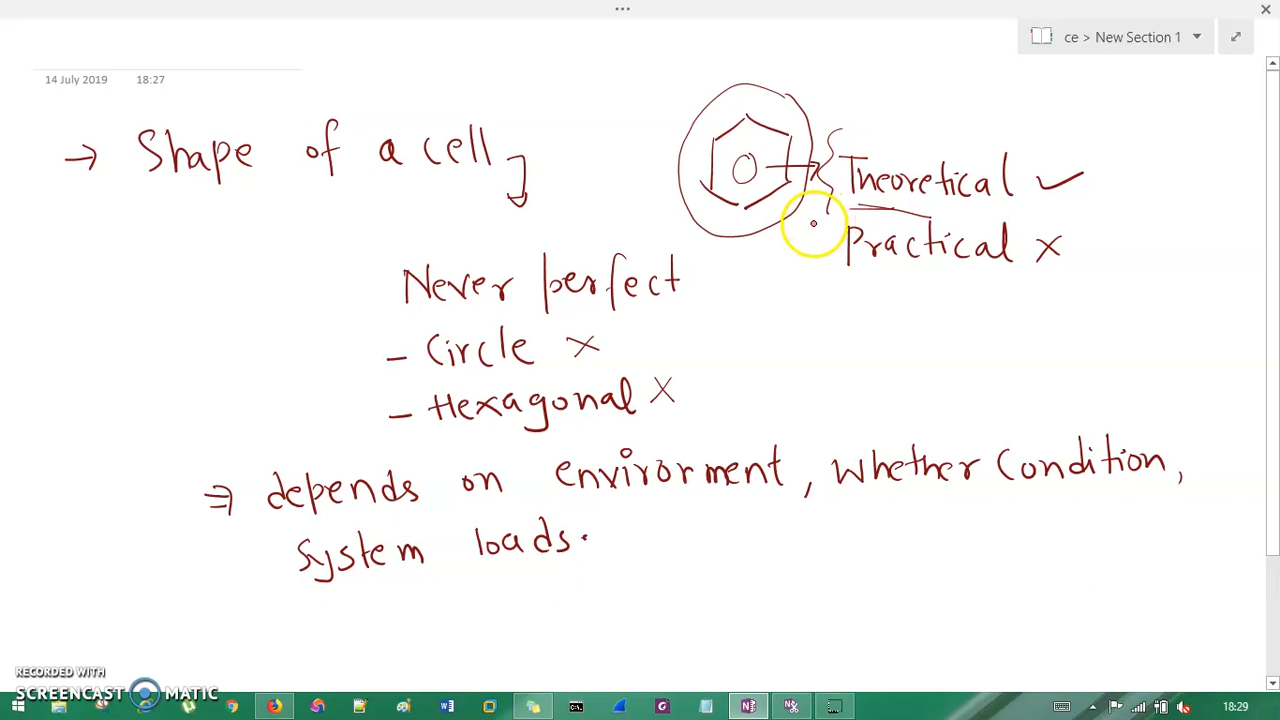 ce > New Section 1
14 July 2019 18:27
→ Shape of a cell
Theoretical ✓
Practical X
Never perfect
- Circle X
- Hexagonal X
⇒ depends on envirorment, Whether Condition,
System loads.
RECORDED WITH
SCREENCAST MATIC
18:29